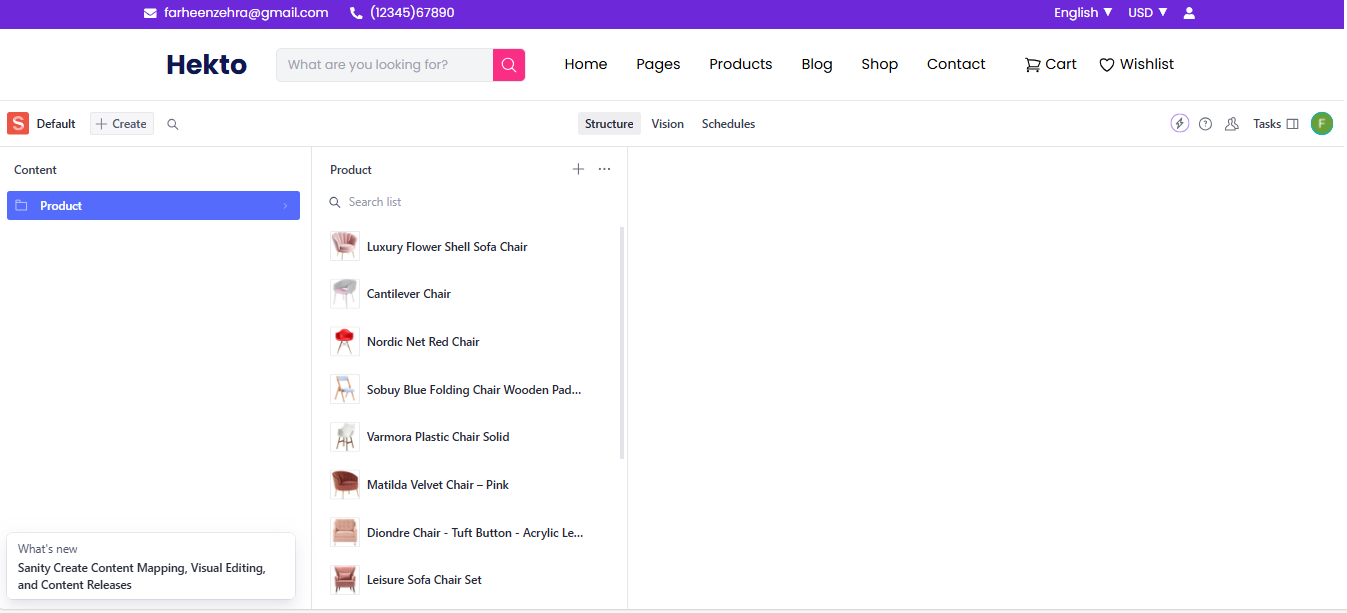 farheenzehra@gmail.com (12345)67890 English ▼ USD ▼
Hekto What are you looking for? Home Pages Products Blog Shop Contact Cart Wishlist
S Default + Create Structure Vision Schedules Tasks F
Content
Product
Product
Search list
Luxury Flower Shell Sofa Chair
Cantilever Chair
Nordic Net Red Chair
Sobuy Blue Folding Chair Wooden Pad...
Varmora Plastic Chair Solid
Matilda Velvet Chair – Pink
Diondre Chair - Tuft Button - Acrylic Le...
Leisure Sofa Chair Set
What's new
Sanity Create Content Mapping, Visual Editing,
and Content Releases